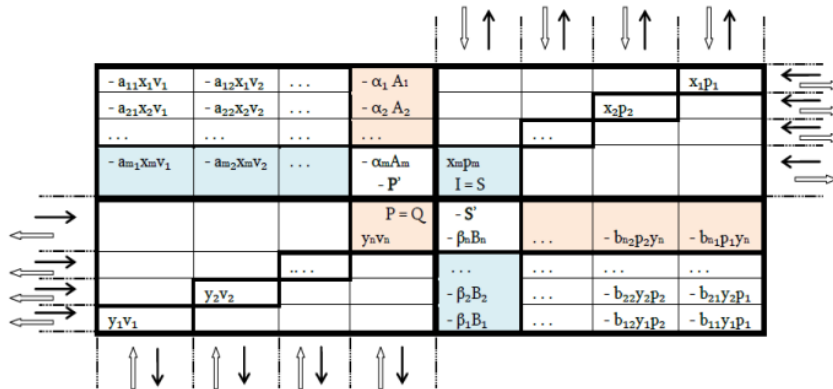 - a₁₁x₁v₁ - a₁₂x₁v₂ . . . - α₁ A₁ x₁p₁
- a₂₁x₂v₁ - a₂₂x₂v₂ . . . - α₂ A₂ x₂p₂
. . . . . . . . . . . . . . .
- aₘ₁xₘv₁ - aₘ₂xₘv₂ . . . - αₘAₘ xₘpₘ
- P' I = S
P = Q - S'
yₙvₙ - βₙBₙ . . . - bₙ₂p₂yₙ - bₙ₁p₁yₙ
.. . . . . . . . . . . . . . . .
y₂v₂ - β₂B₂ . . . - b₂₂y₂p₂ - b₂₁y₂p₁
y₁v₁ - β₁B₁ . . . - b₁₂y₁p₂ - b₁₁y₁p₁